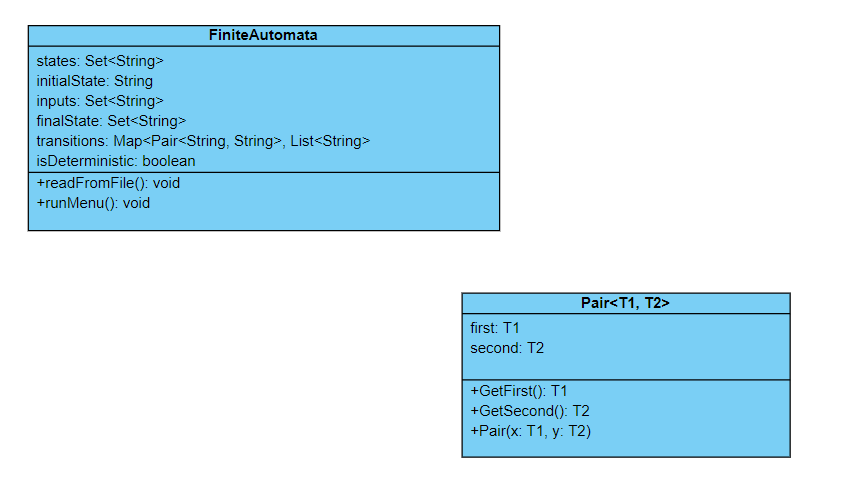 FiniteAutomata
states: Set<String>
initialState: String
inputs: Set<String>
finalState: Set<String>
transitions: Map<Pair<String, String>, List<String>
isDeterministic: boolean
+readFromFile(): void
+runMenu(): void
Pair<T1, T2>
first: T1
second: T2
+GetFirst(): T1
+GetSecond(): T2
+Pair(x: T1, y: T2)